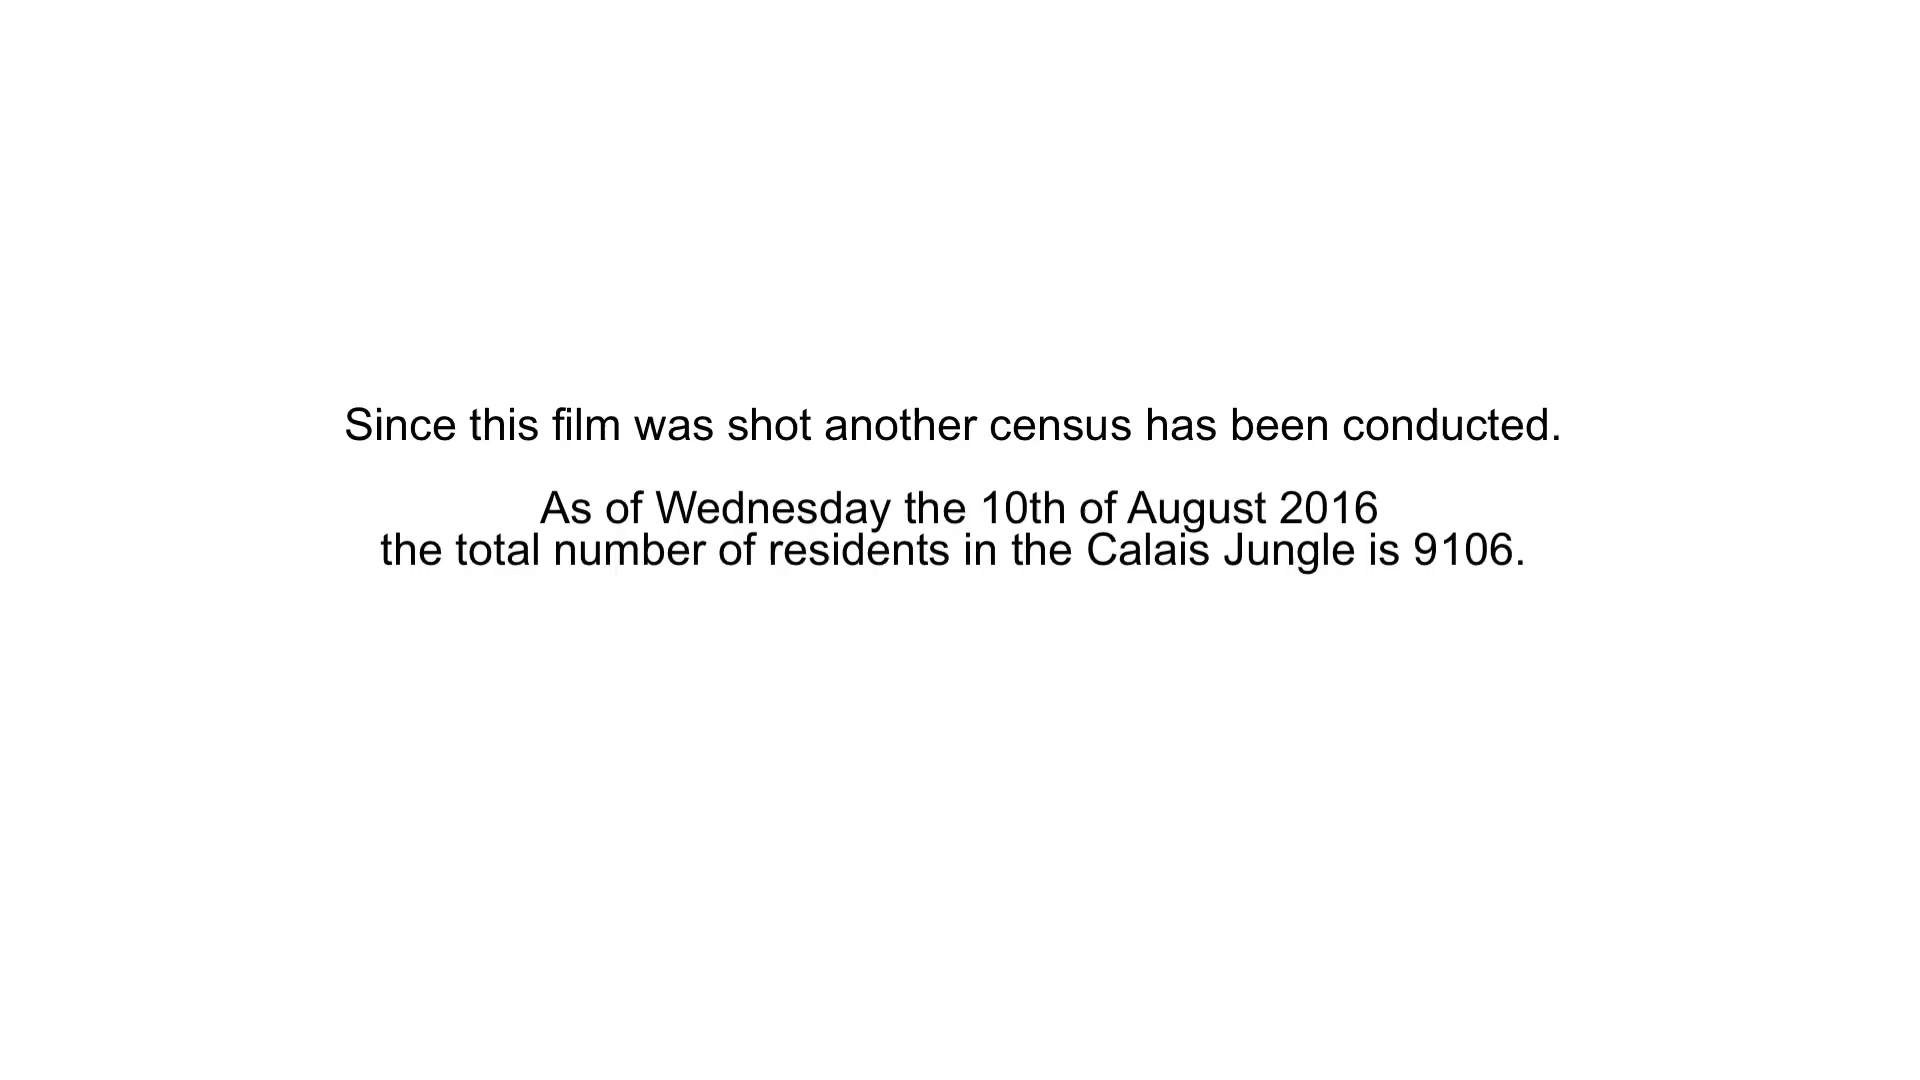 Since this film was shot another census has been conducted.
As of Wednesday the 10th of August 2016
the total number of residents in the Calais Jungle is 9106.